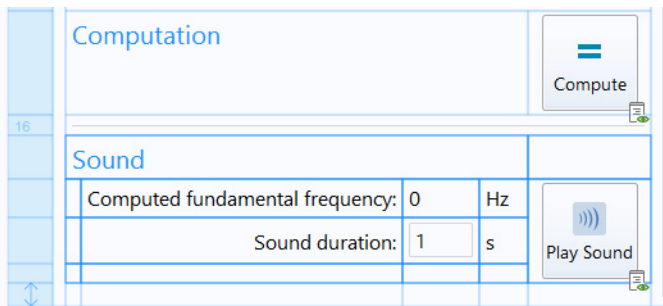 Computation
Compute
16
Sound
Computed fundamental frequency: 0 Hz
Sound duration: 1 s
Play Sound